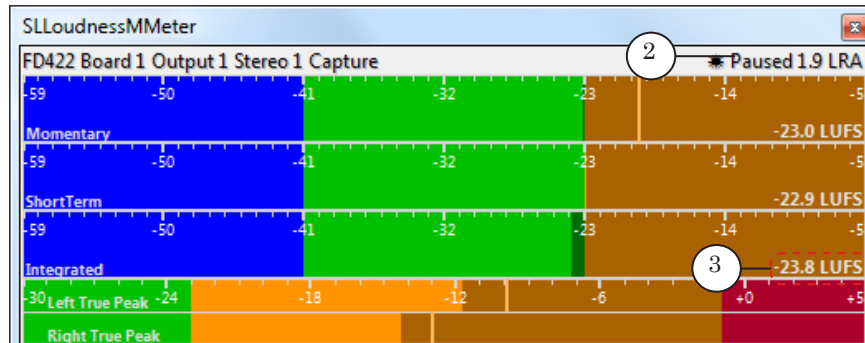 SLLoudnessMMeter
x
FD422 Board 1 Output 1 Stereo 1 Capture
2
✷ Paused 1.9 LRA
-59 -50 -41 -32 -23 -14 -5
Momentary -23.0 LUFS
-59 -50 -41 -32 -23 -14 -5
ShortTerm -22.9 LUFS
-59 -50 -41 -32 -23 -14 -5
Integrated 3 -23.8 LUFS
-30 Left True Peak -24 -18 -12 -6 +0 +5
Right True Peak